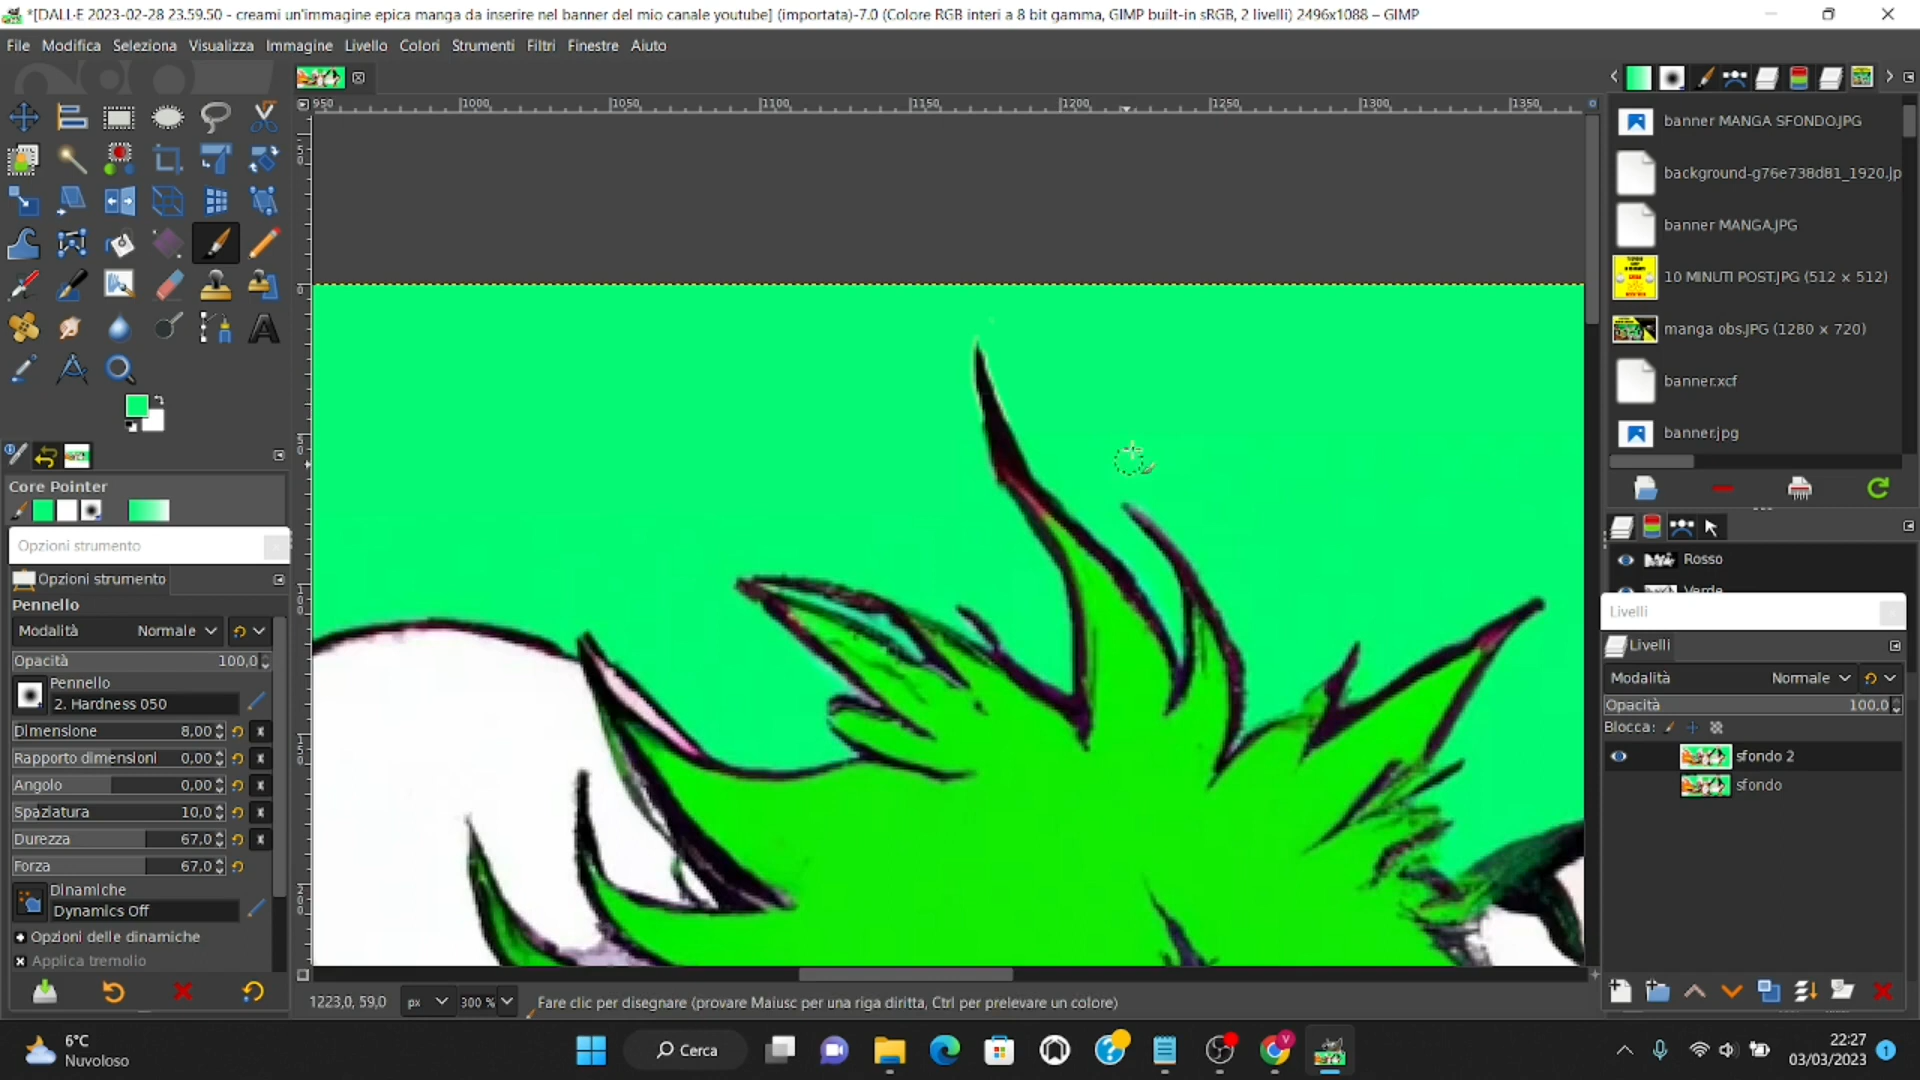 *[DALL·E 2023-02-28 23.59.50 - creami un'immagine epica manga da inserire nel banner del mio canale youtube] (importata)-7.0 (Colore RGB interi a 8 bit gamma, GIMP built-in sRGB, 2 livelli) 2496x1088 – GIMP
File Modifica Seleziona Visualizza Immagine Livello Colori Strumenti Filtri Finestre Aiuto
950 1000 1050 1100 1150 1200 1250 1300 1350
banner MANGA SFONDO.JPG
background-g76e738d81_1920.jp
banner MANGA.JPG
10 MINUTI POST.JPG (512 × 512)
manga obs.JPG (1280 × 720)
banner.xcf
banner.jpg
Core Pointer
Opzioni strumento
Opzioni strumento
Pennello
Modalità Normale
Opacità 100,0
Pennello
2. Hardness 050
Dimensione 8,00
Rapporto dimensioni 0,00
Angolo 0,00
Spaziatura 10,0
Durezza 67,0
Forza 67,0
Dinamiche
Dynamics Off
Opzioni delle dinamiche
Applica tremolio
Rosso
Livelli
Livelli
Modalità Normale
Opacità 100,0
Blocca:
sfondo 2
sfondo
1223,0, 59,0 px 300 % Fare clic per disegnare (provare Maiusc per una riga diritta, Ctrl per prelevare un colore)
6°C
Nuvoloso
Cerca
22:27
03/03/2023
1